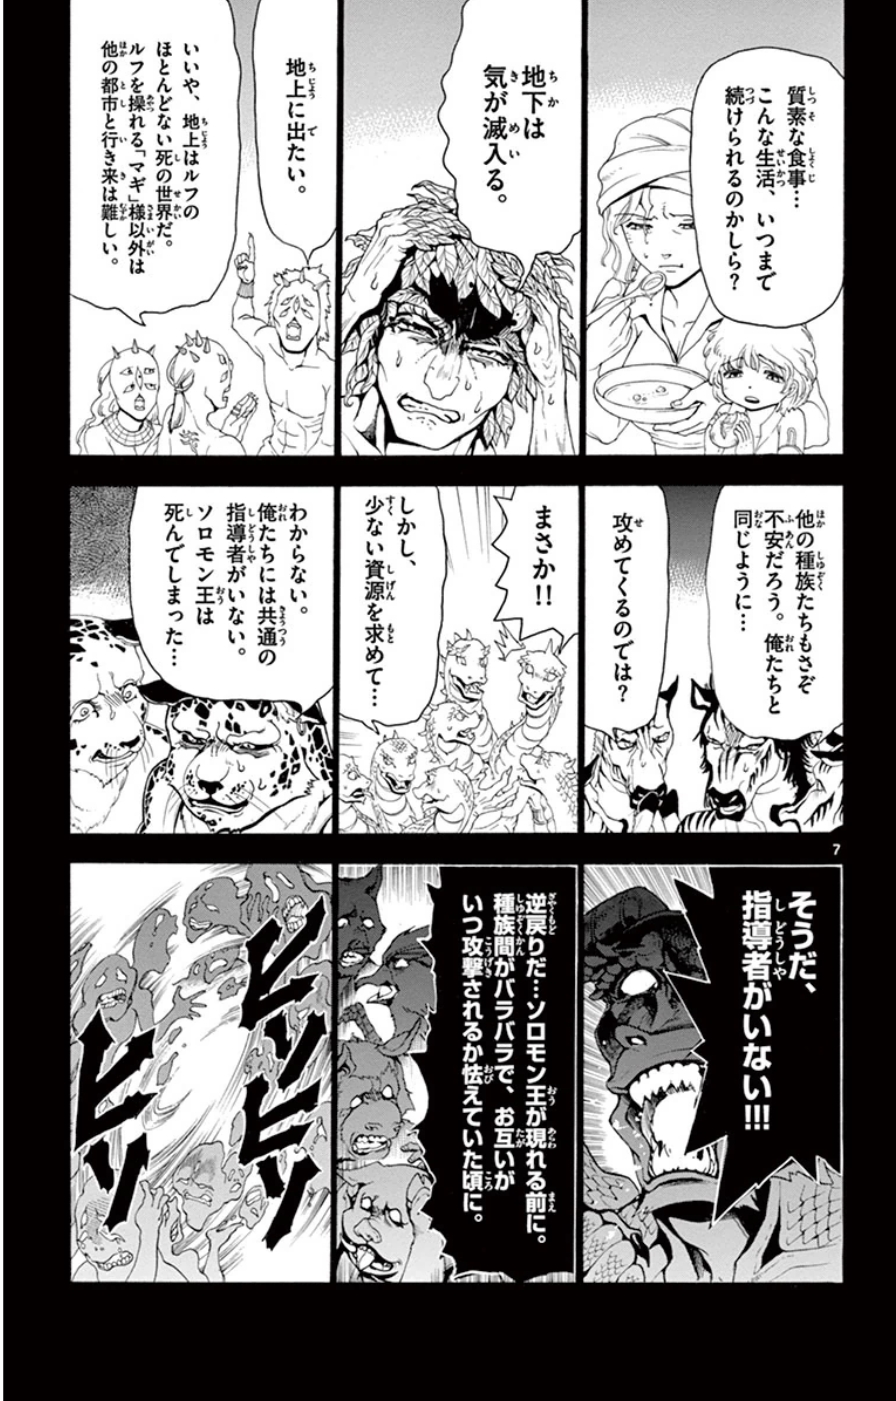 質素な食事…
こんな生活、いつまで
続けられるのかしら？
地下は
気が滅入る。
地上に出たい。
いいや、地上はルフの
ほとんどない死の世界だ。
ルフを操れる「マギ」様以外は
他の都市と行き来は難しい。
他の種族たちもさぞ
不安だろう。俺たちと
同じように…
攻めてくるのでは？
まさか!!
しかし、
少ない資源を求めて…
わからない。
俺たちには共通の
指導者がいない。
ソロモン王は
死んでしまった…
7
そうだ、
指導者がいない!!!
逆戻りだ…ソロモン王が現れる前に。
種族間がバラバラで、お互いが
いつ攻撃されるか怯えていた頃に。
ビリ
ビリ